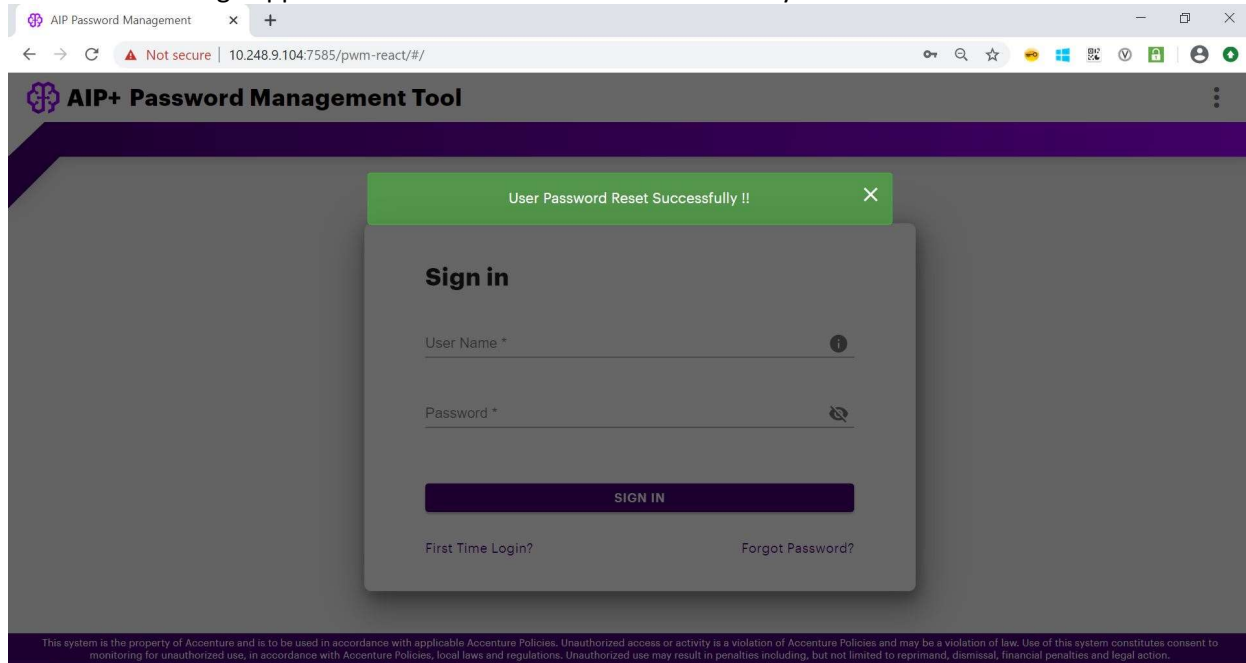 AIP Password Management
Not secure | 10.248.9.104:7585/pwm-react/#/
AIP+ Password Management Tool
User Password Reset Successfully !!
Sign in
User Name *
Password *
SIGN IN
First Time Login? Forgot Password?
This system is the property of Accenture and is to be used in accordance with applicable Accenture Policies. Unauthorized access or activity is a violation of Accenture Policies and may be a violation of law. Use of this system constitutes consent to
monitoring for unauthorized use, in accordance with Accenture Policies, local laws and regulations. Unauthorized use may result in penalties including, but not limited to reprimand, dismissal, financial penalties and legal action.